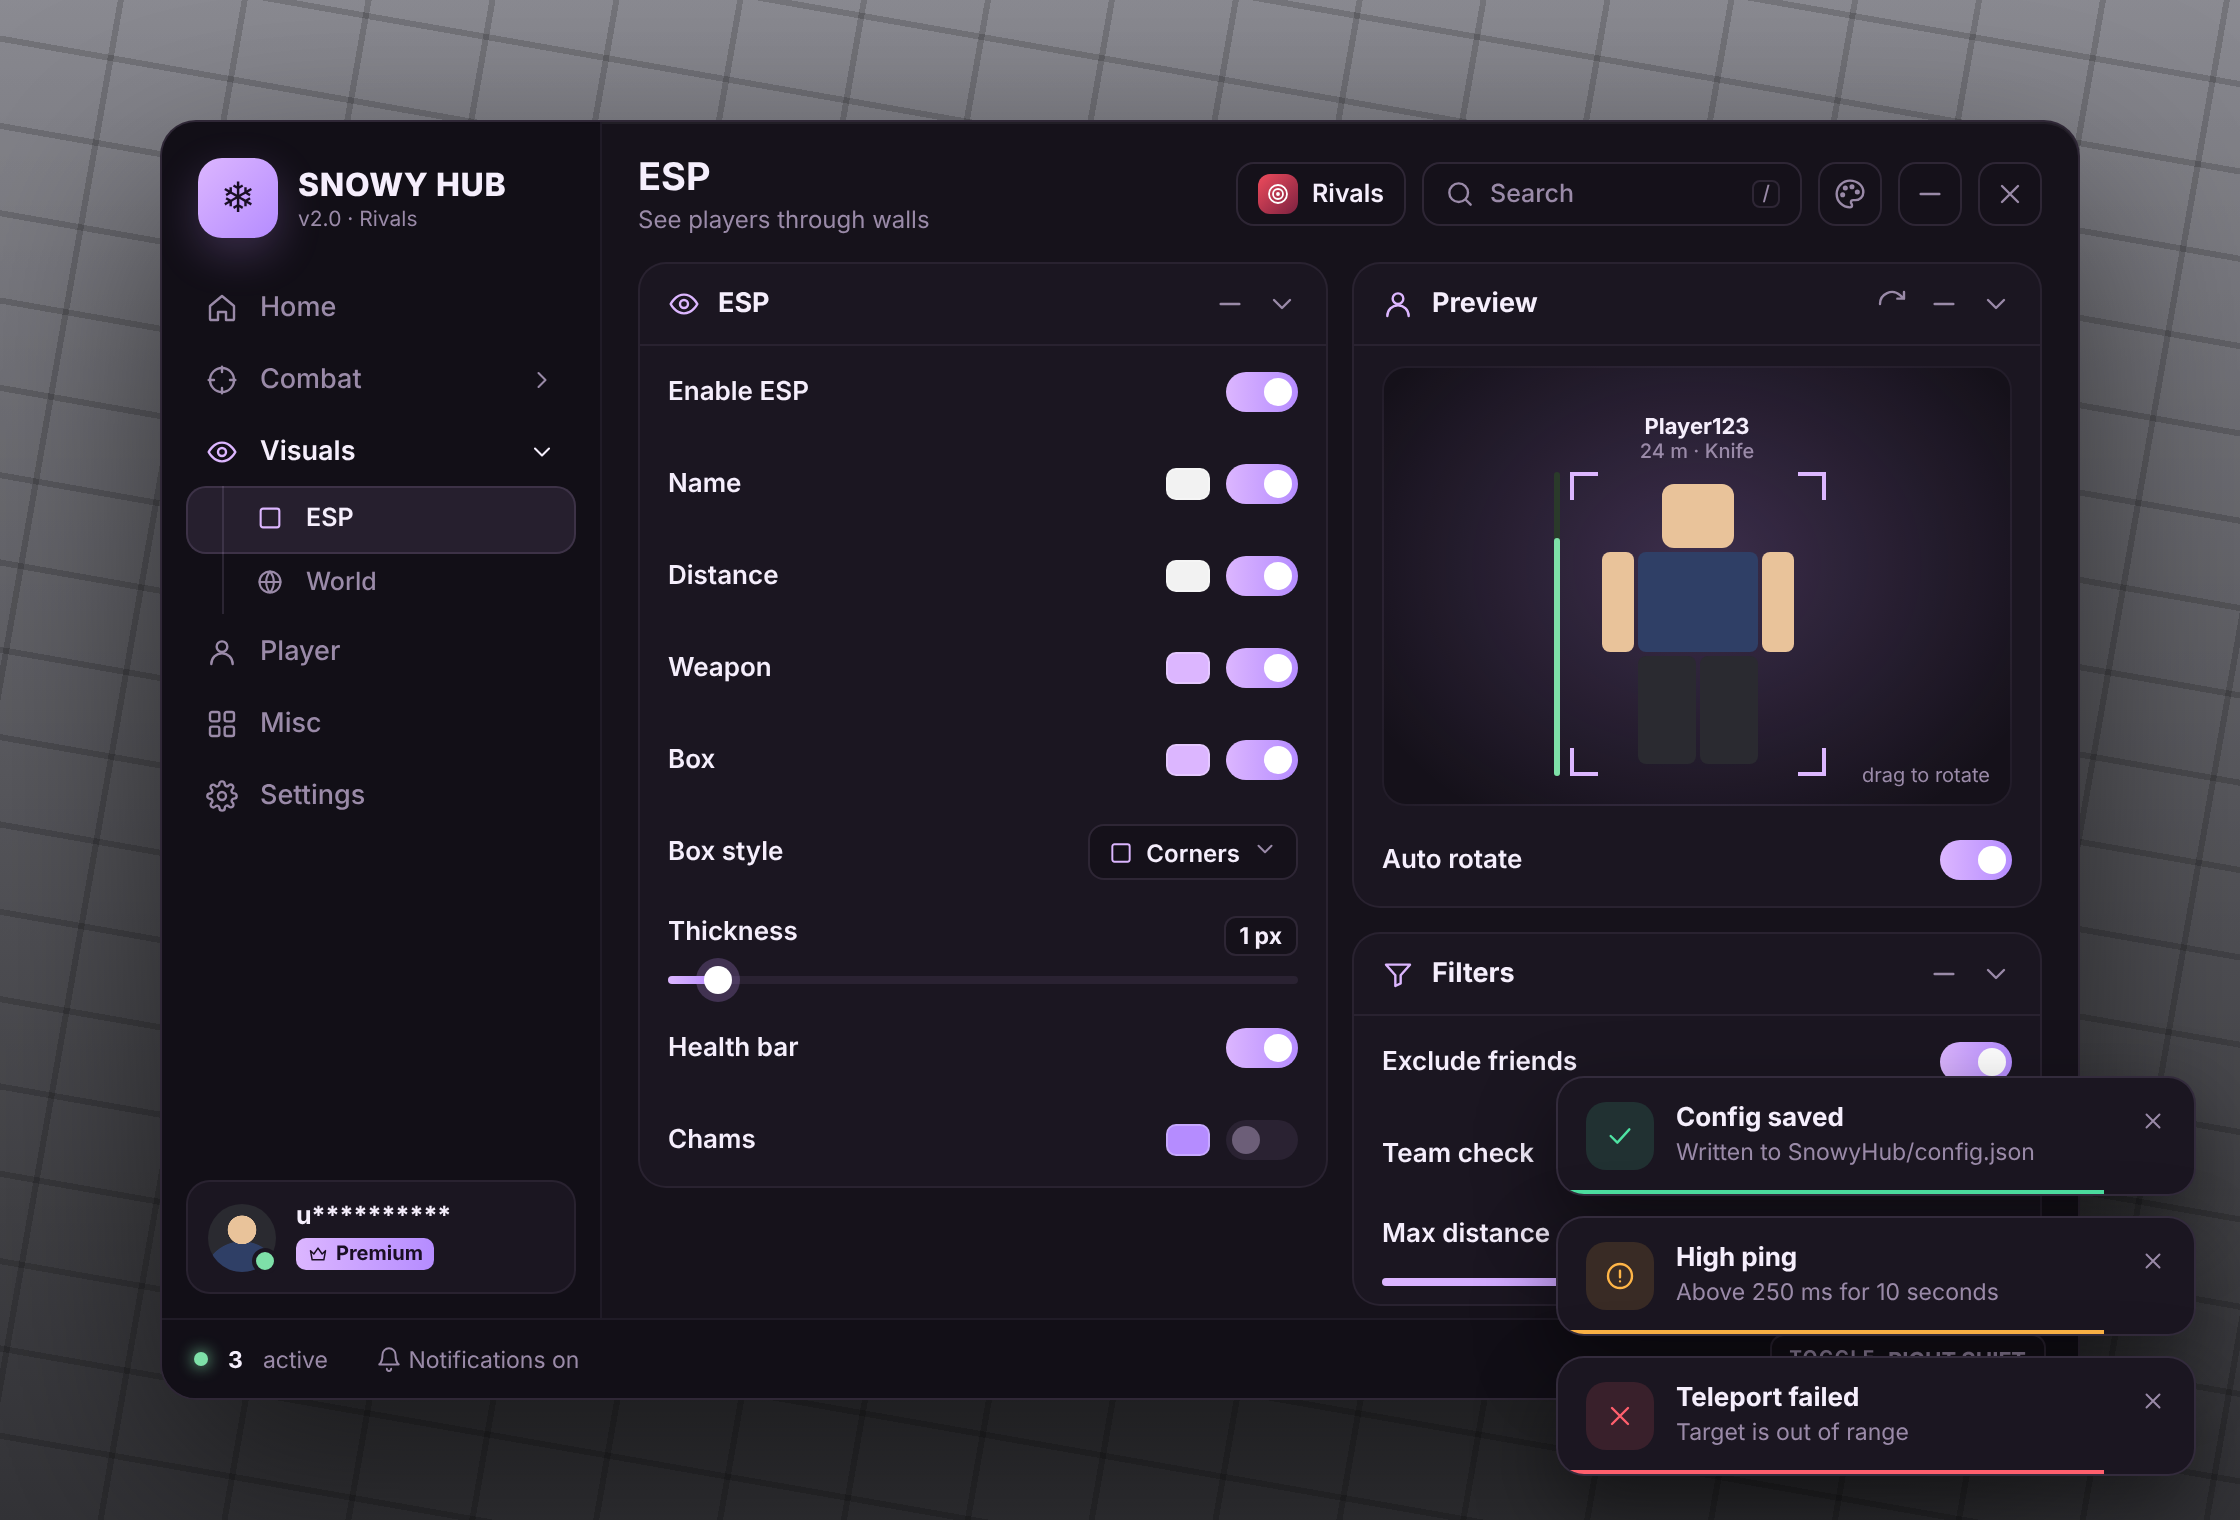 SNOWY HUB
v2.0 · Rivals
Home
Combat
Visuals
ESP
World
Player
Misc
Settings
u**********
Premium
3 active
Notifications on
ESP
See players through walls
Rivals
Search
/
ESP
Enable ESP
Name
Distance
Weapon
Box
Box style
Corners
Thickness
1 px
Health bar
Chams
Preview
Player123
24 m · Knife
drag to rotate
Auto rotate
Filters
Exclude friends
Team check
Max distance
Config saved
Written to SnowyHub/config.json
High ping
Above 250 ms for 10 seconds
TOGGLE RIGHT SHIFT
Teleport failed
Target is out of range